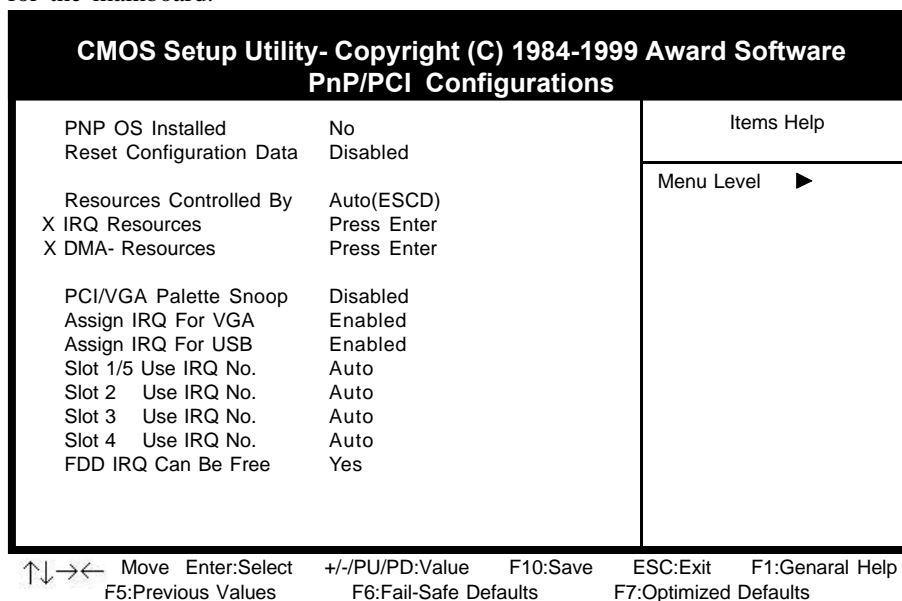 for the mainboard.
CMOS Setup Utility- Copyright (C) 1984-1999 Award Software
PnP/PCI Configurations
PNP OS Installed No
Reset Configuration Data Disabled
Resources Controlled By Auto(ESCD)
X IRQ Resources Press Enter
X DMA- Resources Press Enter
PCI/VGA Palette Snoop Disabled
Assign IRQ For VGA Enabled
Assign IRQ For USB Enabled
Slot 1/5 Use IRQ No. Auto
Slot 2 Use IRQ No. Auto
Slot 3 Use IRQ No. Auto
Slot 4 Use IRQ No. Auto
FDD IRQ Can Be Free Yes
Items Help
Menu Level ▶
↑↓→← Move Enter:Select +/-/PU/PD:Value F10:Save ESC:Exit F1:Genaral Help
F5:Previous Values F6:Fail-Safe Defaults F7:Optimized Defaults